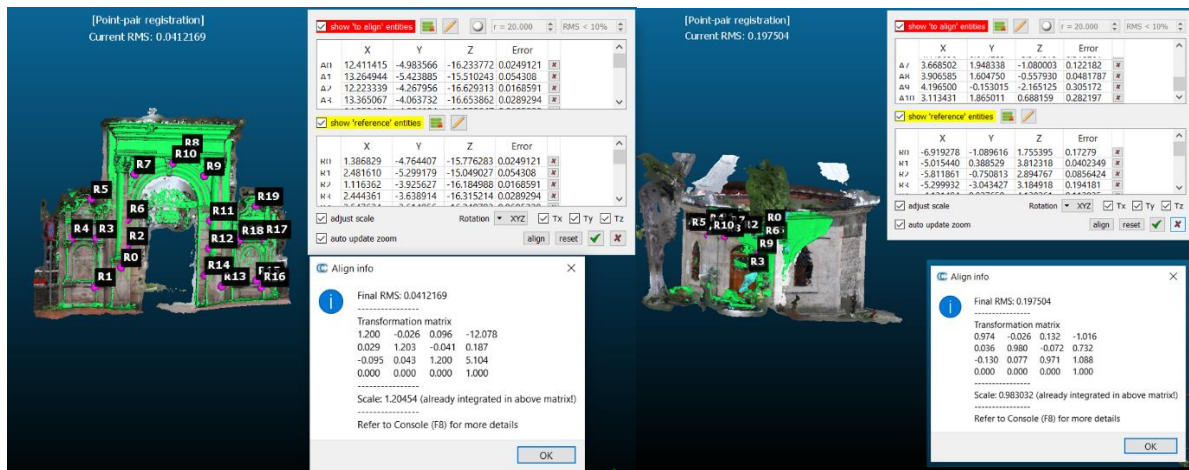 [Point-pair registration]
Current RMS: 0.0412169
show 'to align' entities r = 20.000 RMS < 10%
X Y Z Error
A0 12.411415 -4.983566 -16.233772 0.0249121
A1 13.264944 -5.423885 -15.510243 0.054308
A2 12.223339 -4.267956 -16.629313 0.0168591
A3 13.365067 -4.063732 -16.653862 0.0289294
show 'reference' entities
X Y Z Error
R0 1.386829 -4.764407 -15.776283 0.0249121
R1 2.481610 -5.299179 -15.049027 0.054308
R2 1.116362 -3.925627 -16.184988 0.0168591
R3 2.444361 -3.638914 -16.315214 0.0289294
adjust scale Rotation XYZ Tx Ty Tz
auto update zoom align reset
R8
R10
R7
R9
R5
R19
R6
R11
R4
R3
R2
R18
R17
R12
R0
R14
R1
R13
R16
Align info
Final RMS: 0.0412169
----------------
Transformation matrix
1.200 -0.026 0.096 -12.078
0.029 1.203 -0.041 0.187
-0.095 0.043 1.200 5.104
0.000 0.000 0.000 1.000
----------------
Scale: 1.20454 (already integrated in above matrix!)
----------------
Refer to Console (F8) for more details
OK
[Point-pair registration]
Current RMS: 0.197504
show 'to align' entities r = 20.000 RMS < 10%
X Y Z Error
A7 3.668502 1.948338 -1.080003 0.122182
A8 3.906585 1.604750 -0.557930 0.0481787
A9 4.196500 -0.153015 -2.165125 0.305172
A10 3.113431 1.865011 0.688159 0.282197
show 'reference' entities
X Y Z Error
R0 -6.919278 -1.089616 1.755395 0.17279
R1 -5.015440 0.388529 3.812318 0.0402349
R2 -5.811861 -0.750813 2.894767 0.0856424
R3 -5.299932 -3.043427 3.184918 0.194181
adjust scale Rotation XYZ Tx Ty Tz
auto update zoom align reset
R5
R10
R0
R6
R9
R3
Align info
Final RMS: 0.197504
----------------
Transformation matrix
0.974 -0.026 0.132 -1.016
0.036 0.980 -0.072 0.732
-0.130 0.077 0.971 1.088
0.000 0.000 0.000 1.000
----------------
Scale: 0.983032 (already integrated in above matrix!)
----------------
Refer to Console (F8) for more details
OK